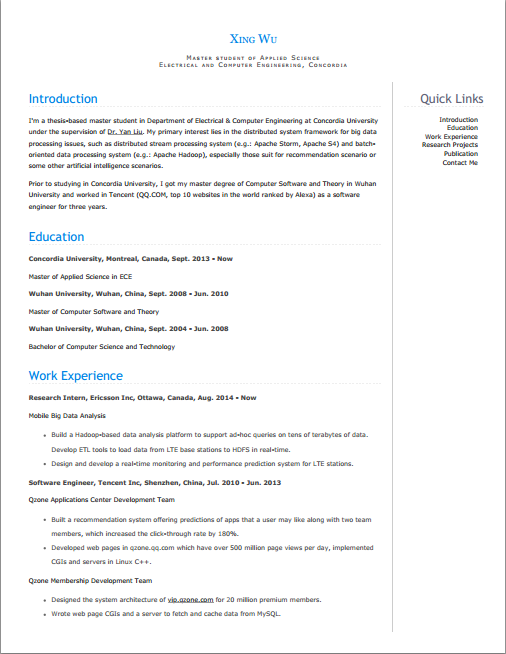 Xing Wu
Master student of Applied Science
Electrical and Computer Engineering, Concordia
Introduction
I'm a thesis-based master student in Department of Electrical & Computer Engineering at Concordia University
under the supervision of Dr. Yan Liu. My primary interest lies in the distributed system framework for big data
processing issues, such as distributed stream processing system (e.g.: Apache Storm, Apache S4) and batch-
oriented data processing system (e.g.: Apache Hadoop), especially those suit for recommendation scenario or
some other artificial intelligence scenarios.
Prior to studying in Concordia University, I got my master degree of Computer Software and Theory in Wuhan
University and worked in Tencent (QQ.COM, top 10 websites in the world ranked by Alexa) as a software
engineer for three years.
Education
Concordia University, Montreal, Canada, Sept. 2013 - Now
Master of Applied Science in ECE
Wuhan University, Wuhan, China, Sept. 2008 - Jun. 2010
Master of Computer Software and Theory
Wuhan University, Wuhan, China, Sept. 2004 - Jun. 2008
Bachelor of Computer Science and Technology
Work Experience
Research Intern, Ericsson Inc, Ottawa, Canada, Aug. 2014 - Now
Mobile Big Data Analysis
• Build a Hadoop-based data analysis platform to support ad-hoc queries on tens of terabytes of data.
Develop ETL tools to load data from LTE base stations to HDFS in real-time.
• Design and develop a real-time monitoring and performance prediction system for LTE stations.
Software Engineer, Tencent Inc, Shenzhen, China, Jul. 2010 - Jun. 2013
Qzone Applications Center Development Team
• Built a recommendation system offering predictions of apps that a user may like along with two team
members, which increased the click-through rate by 180%.
• Developed web pages in qzone.qq.com which have over 500 million page views per day, implemented
CGIs and servers in Linux C++.
Qzone Membership Development Team
• Designed the system architecture of vip.qzone.com for 20 million premium members.
• Wrote web page CGIs and a server to fetch and cache data from MySQL.
Quick Links
Introduction
Education
Work Experience
Research Projects
Publication
Contact Me